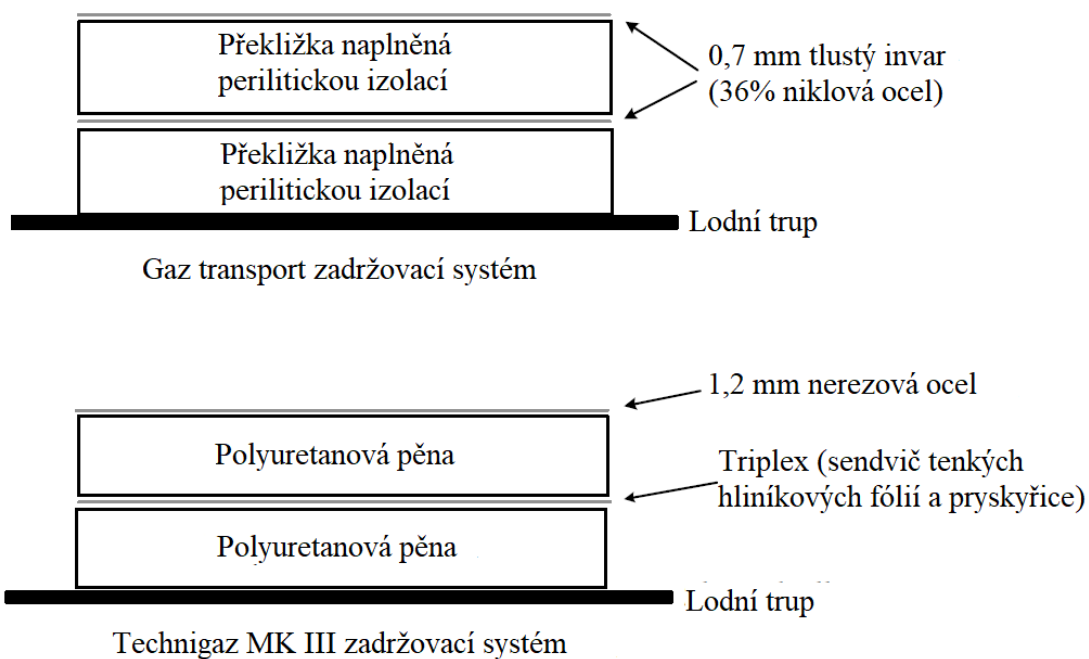 Překližka naplněná
perilitickou izolací
0,7 mm tlustý invar
(36% niklová ocel)
Překližka naplněná
perilitickou izolací
Lodní trup
Gaz transport zadržovací systém
1,2 mm nerezová ocel
Polyuretanová pěna
Triplex (sendvič tenkých
hliníkových fólií a pryskyřice)
Polyuretanová pěna
Lodní trup
Technigaz MK III zadržovací systém